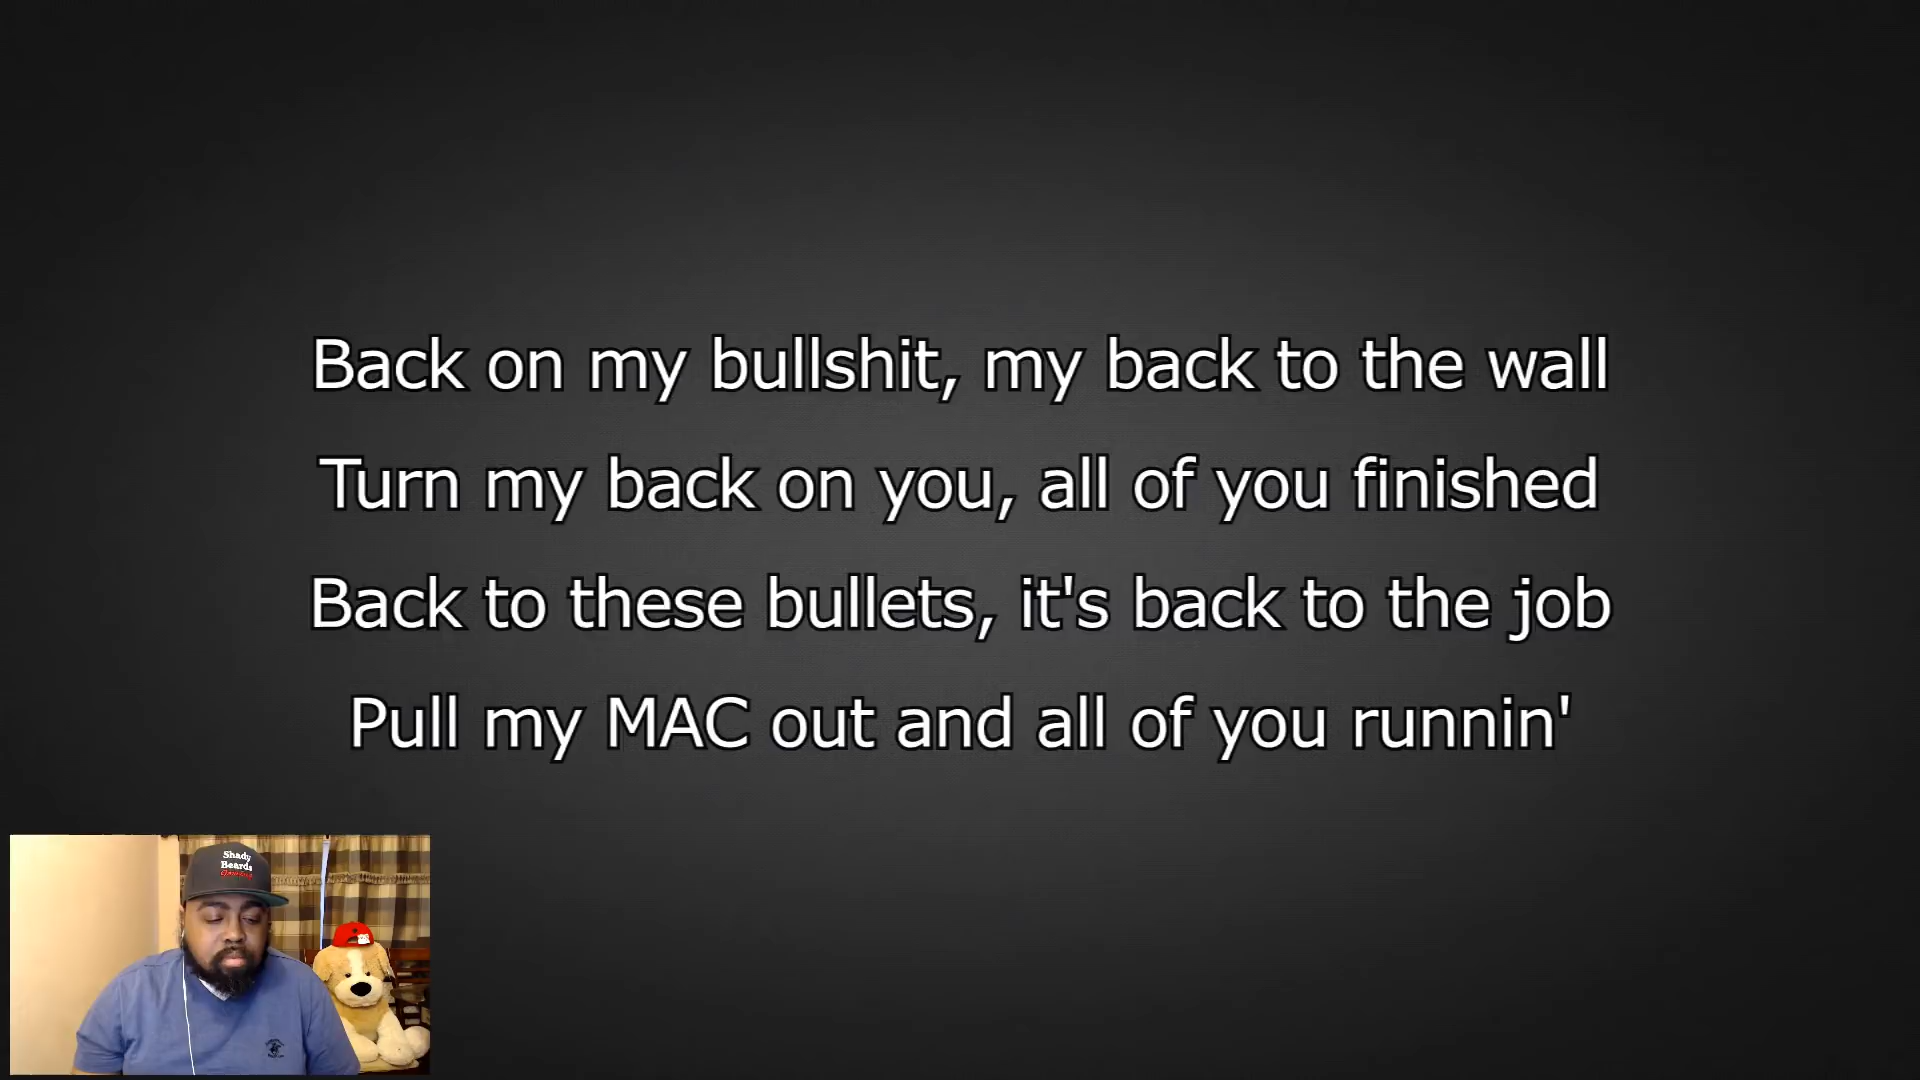 Back on my bullshit, my back to the wall
Turn my back on you, all of you finished
Back to these bullets, it's back to the job
Pull my MAC out and all of you runnin'
Shady
Beards